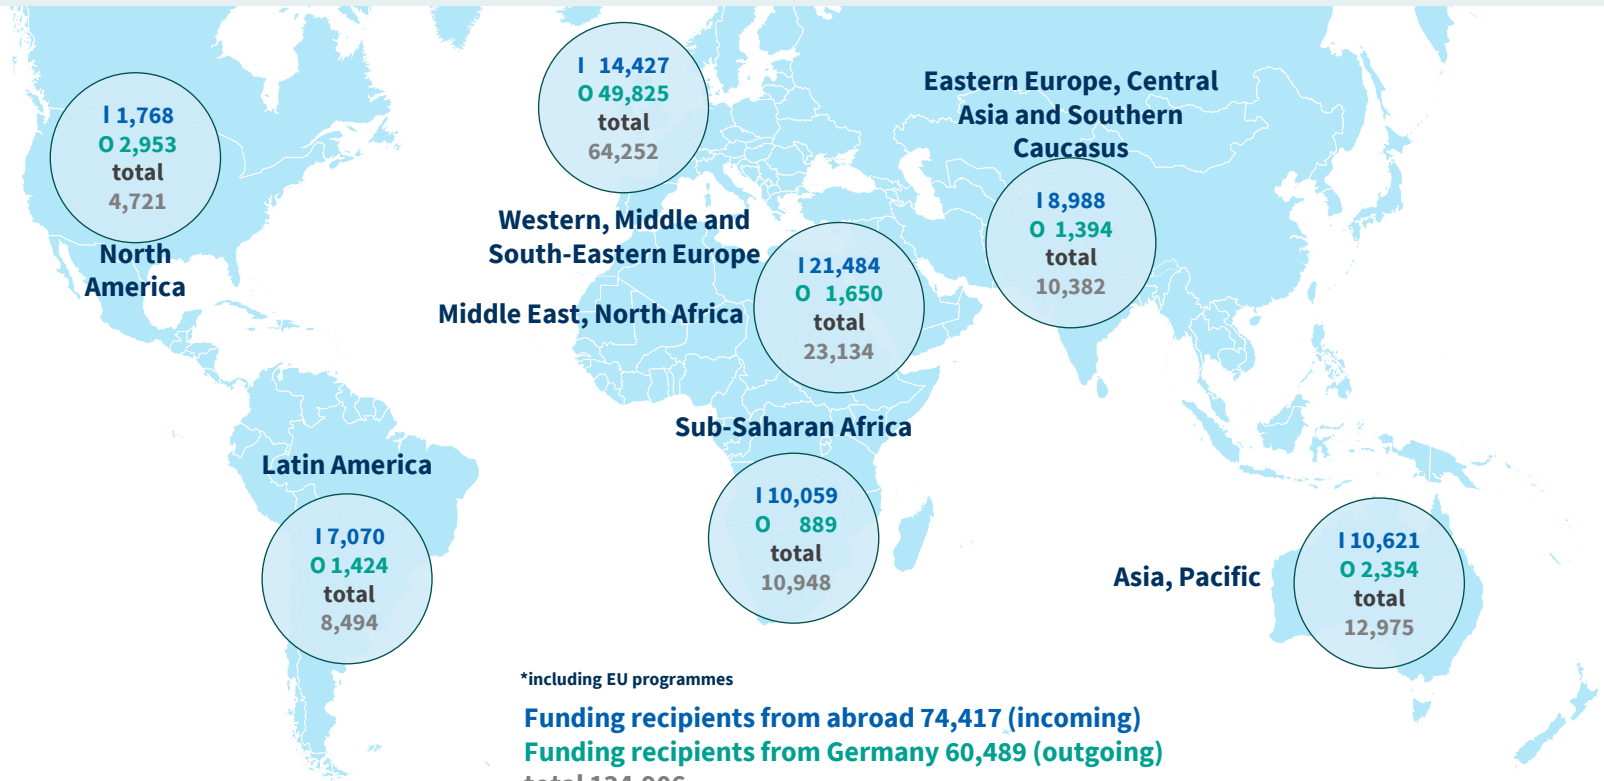 I 1,768
O 2,953
total
4,721
North
America
I 14,427
O 49,825
total
64,252
Western, Middle and
South-Eastern Europe
Eastern Europe, Central
Asia and Southern
Caucasus
I 8,988
O 1,394
total
10,382
Middle East, North Africa
I 21,484
O 1,650
total
23,134
Sub-Saharan Africa
I 10,059
O 889
total
10,948
Latin America
I 7,070
O 1,424
total
8,494
Asia, Pacific
I 10,621
O 2,354
total
12,975
*including EU programmes
Funding recipients from abroad 74,417 (incoming)
Funding recipients from Germany 60,489 (outgoing)
total 134,906